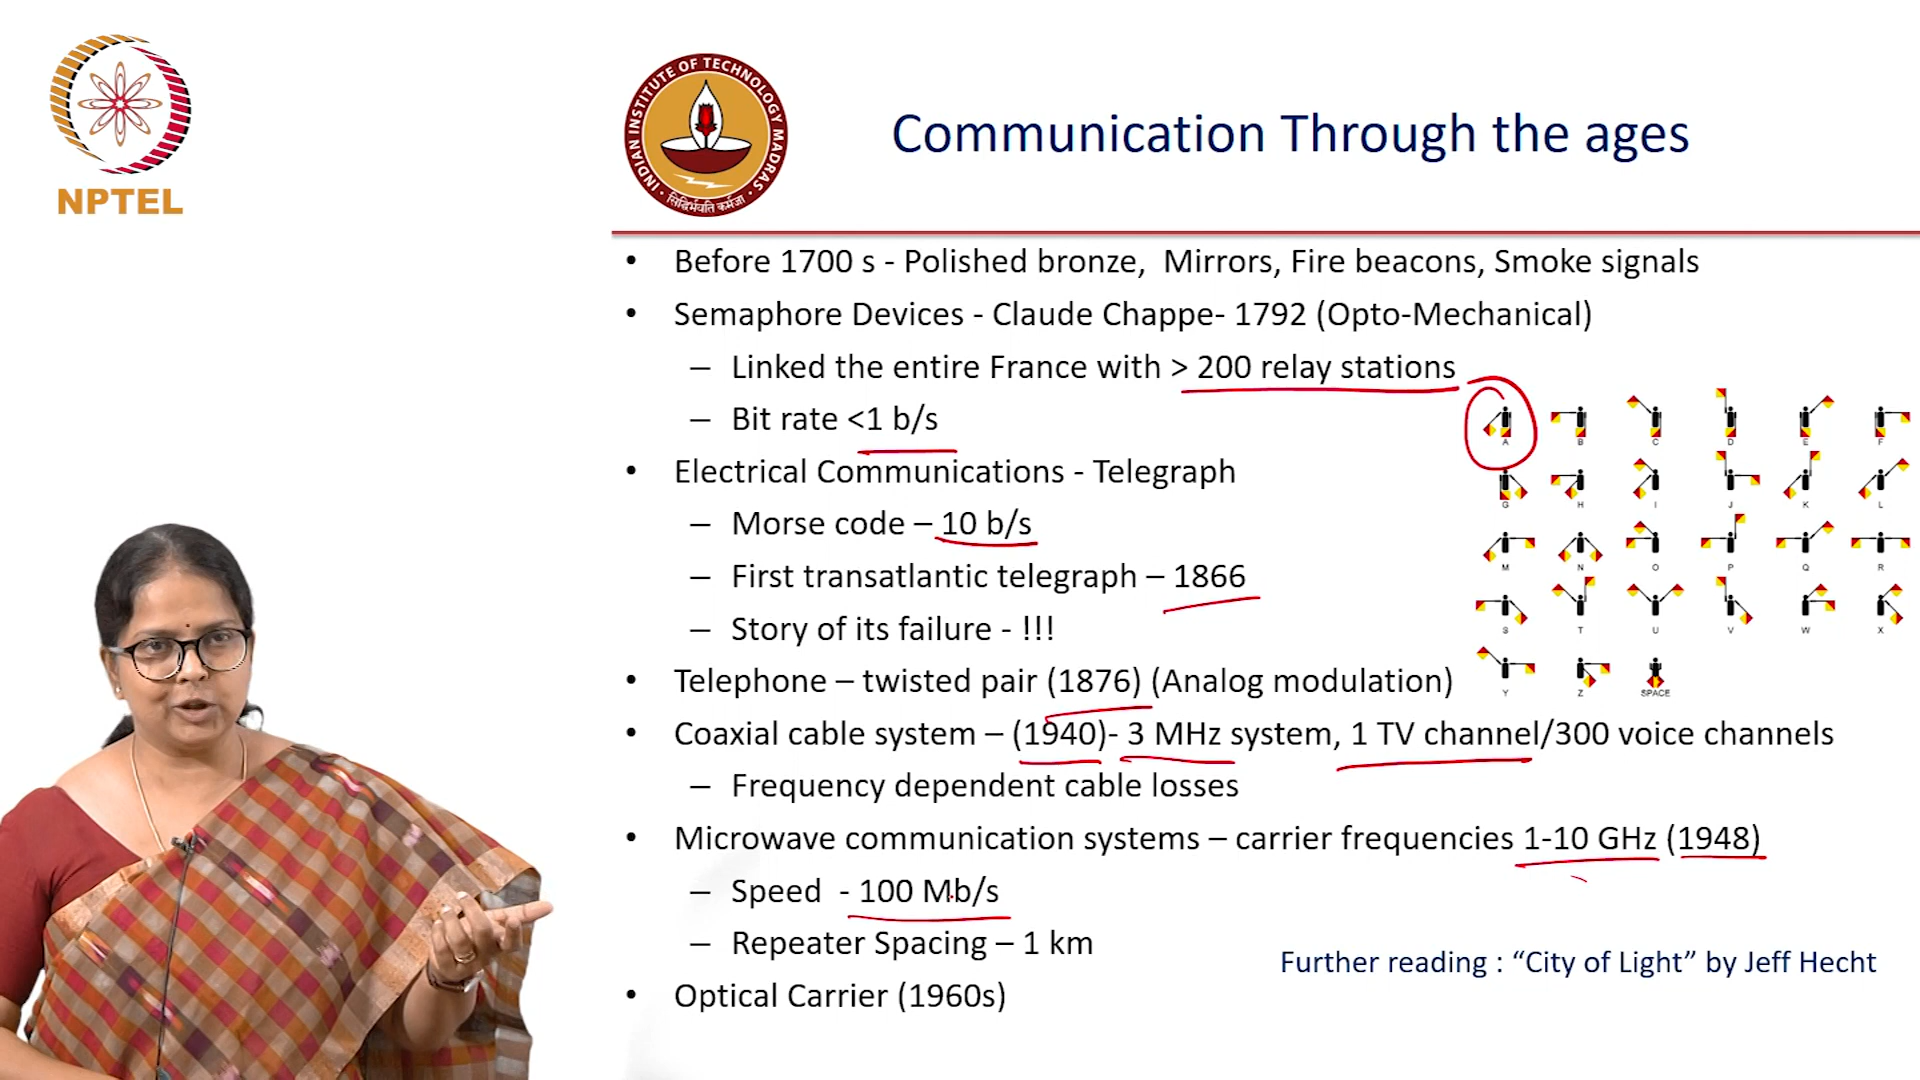 NPTEL
INDIAN INSTITUTE OF TECHNOLOGY MADRAS
सिद्धिर्भवति कर्मजा
Communication Through the ages
• Before 1700 s - Polished bronze, Mirrors, Fire beacons, Smoke signals
• Semaphore Devices - Claude Chappe- 1792 (Opto-Mechanical)
– Linked the entire France with > 200 relay stations
– Bit rate <1 b/s
• Electrical Communications - Telegraph
– Morse code – 10 b/s
– First transatlantic telegraph – 1866
– Story of its failure - !!!
• Telephone – twisted pair (1876) (Analog modulation)
• Coaxial cable system – (1940)- 3 MHz system, 1 TV channel/300 voice channels
– Frequency dependent cable losses
• Microwave communication systems – carrier frequencies 1-10 GHz (1948)
– Speed - 100 Mb/s
– Repeater Spacing – 1 km
• Optical Carrier (1960s)
A B C D E F
G H I J K L
M N O P Q R
S T U V W X
Y Z SPACE
Further reading : “City of Light” by Jeff Hecht